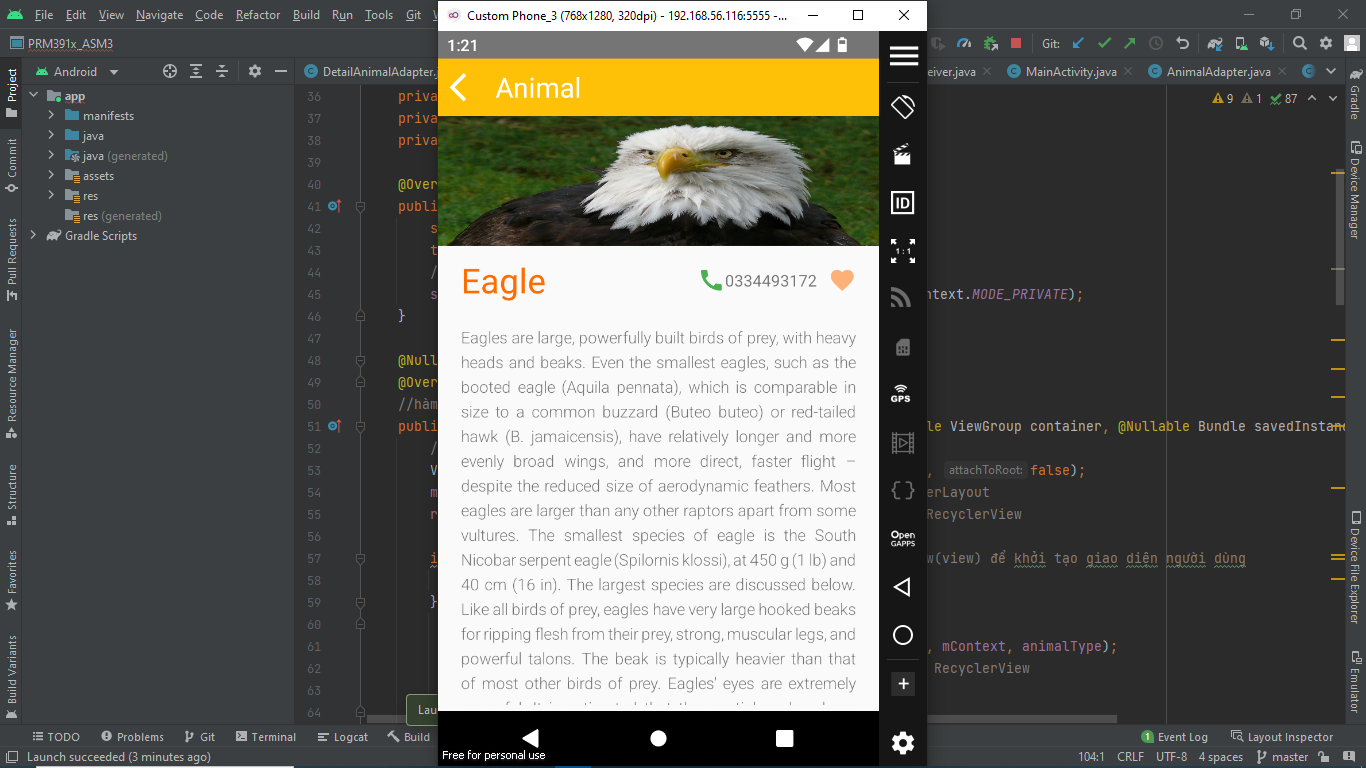 File Edit View Navigate Code Refactor Build Run Tools Git
Custom Phone_3 (768x1280, 320dpi) - 192.168.56.116:5555 -...
PRM391x_ASM3
Git:
Android
DetailAnimalAdapter.
eiver.java
MainActivity.java
AnimalAdapter.java
9 1 87
app
manifests
java
java (generated)
assets
res
res (generated)
Gradle Scripts
Project
Commit
Pull Requests
Resource Manager
Structure
Favorites
Build Variants
Gradle
Device Manager
Device File Explorer
Emulator
36 priva
37 priva
38 priva
39
40 @Over
41 publi
42 s
43 t
44 /
45 s
ntext.MODE_PRIVATE);
46 }
47
48 @Null
49 @Over
50 //hàm
51 publi
le ViewGroup container, @Nullable Bundle savedInstan
52 /
53 V
, attachToRoot: false);
54 m
erLayout
55 r
RecyclerView
56
57 i
w(view) để khởi tạo giao diện người dùng
58
59 }
60
61
, mContext, animalType);
62
RecyclerView
63
64
Lau
1:21
Animal
Eagle
0334493172
Eagles are large, powerfully built birds of prey, with heavy
heads and beaks. Even the smallest eagles, such as the
booted eagle (Aquila pennata), which is comparable in
size to a common buzzard (Buteo buteo) or red-tailed
hawk (B. jamaicensis), have relatively longer and more
evenly broad wings, and more direct, faster flight –
despite the reduced size of aerodynamic feathers. Most
eagles are larger than any other raptors apart from some
vultures. The smallest species of eagle is the South
Nicobar serpent eagle (Spilornis klossi), at 450 g (1 lb) and
40 cm (16 in). The largest species are discussed below.
Like all birds of prey, eagles have very large hooked beaks
for ripping flesh from their prey, strong, muscular legs, and
powerful talons. The beak is typically heavier than that
of most other birds of prey. Eagles' eyes are extremely
Free for personal use
ID
1:1
GPS
Open
GAPPS
TODO Problems Git Terminal Logcat Build
1 Event Log Layout Inspector
Launch succeeded (3 minutes ago)
104:1 CRLF UTF-8 4 spaces master